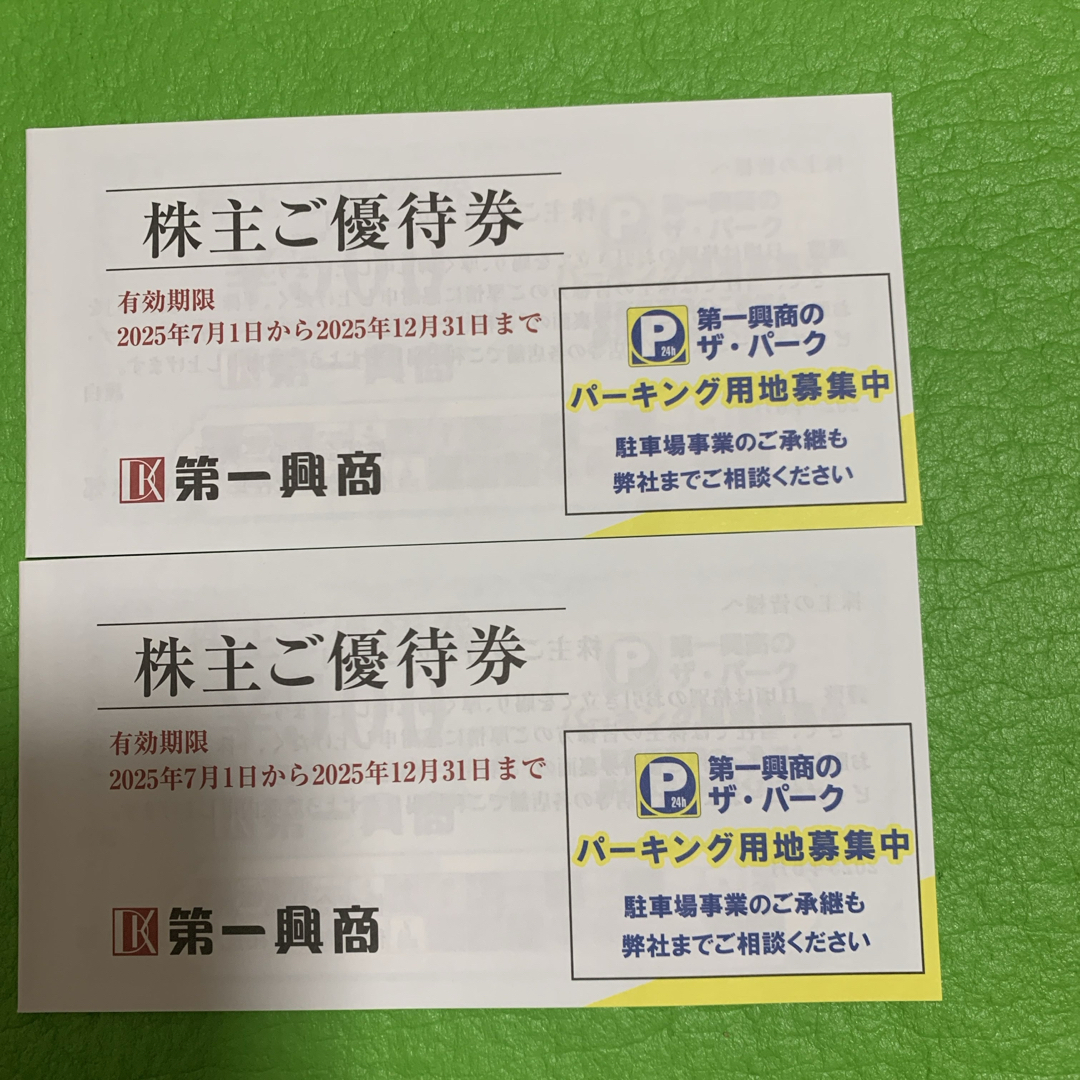 株主ご優待券
有効期限
2025年7月1日から2025年12月31日まで
DK 第一興商
P 24h
第一興商の
ザ・パーク
パーキング用地募集中
駐車場事業のご承継も
弊社までご相談ください
株主ご優待券
有効期限
2025年7月1日から2025年12月31日まで
DK 第一興商
P 24h
第一興商の
ザ・パーク
パーキング用地募集中
駐車場事業のご承継も
弊社までご相談ください